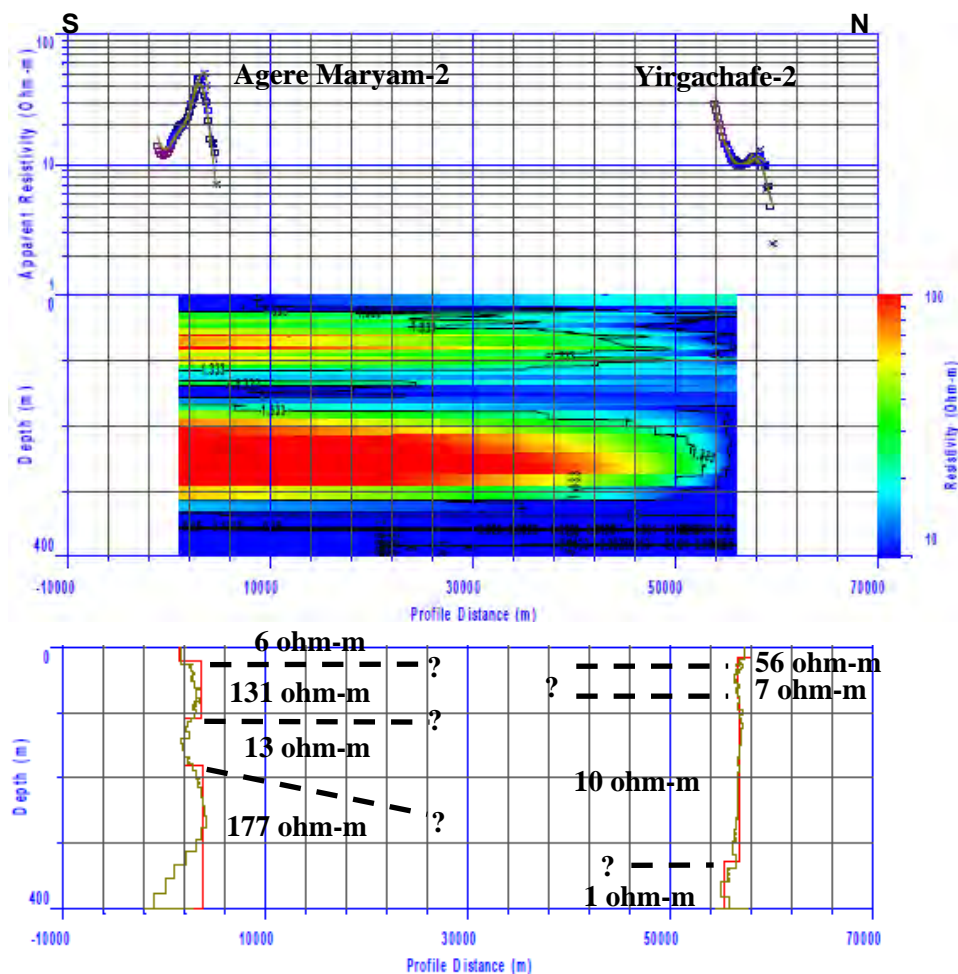 S
N
100
Agere Maryam-2
Yirgachafe-2
Apparent Resistivity (Ohm-m)
10
1
0
Depth (m)
400
100
Resistivity (Ohm-m)
10
-10000 10000 30000 50000 70000
Profile Distance (m)
6 ohm-m
0
?
56 ohm-m
131 ohm-m
?
7 ohm-m
?
13 ohm-m
Depth (m)
10 ohm-m
177 ohm-m
?
?
1 ohm-m
400
-10000 10000 30000 50000 70000
Profile Distance (m)